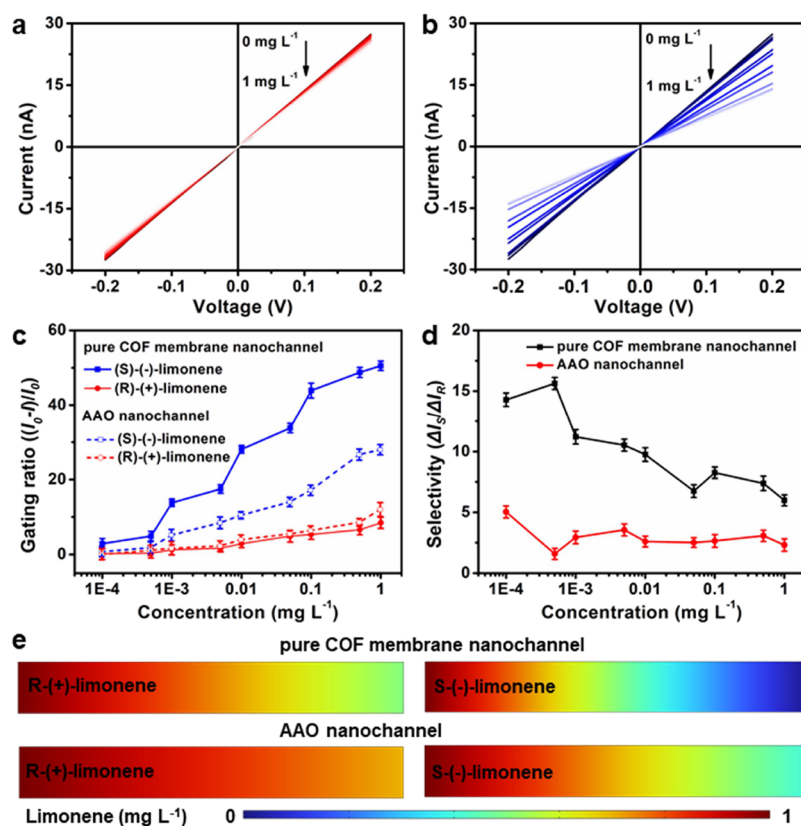 a
0 mg L⁻¹
1 mg L⁻¹
Current (nA)
30
15
0
-15
-30
-0.2
-0.1
0.0
0.1
0.2
Voltage (V)
b
0 mg L⁻¹
1 mg L⁻¹
Current (nA)
30
15
0
-15
-30
-0.2
-0.1
0.0
0.1
0.2
Voltage (V)
c
pure COF membrane nanochannel
(S)-(-)-limonene
(R)-(+)-limonene
AAO nanochannel
(S)-(-)-limonene
(R)-(+)-limonene
Gating ratio ((I₀-I)/I₀)
60
40
20
0
1E-4
1E-3
0.01
0.1
1
Concentration (mg L⁻¹)
d
pure COF membrane nanochannel
AAO nanochannel
Selectivity (ΔI_S/ΔI_R)
20
15
10
5
0
1E-4
1E-3
0.01
0.1
1
Concentration (mg L⁻¹)
e
pure COF membrane nanochannel
R-(+)-limonene
S-(-)-limonene
AAO nanochannel
R-(+)-limonene
S-(-)-limonene
Limonene (mg L⁻¹)
0
1